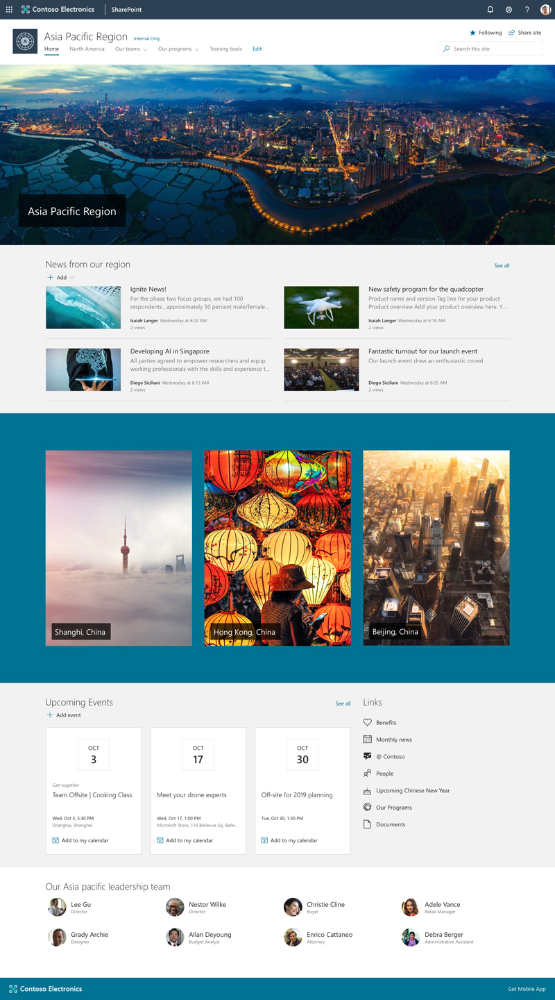 Contoso Electronics
SharePoint
Asia Pacific Region
Internal Only
Following
Share site
Home
North America
Our teams
Our programs
Training tools
Edit
Search this site
Asia Pacific Region
News from our region
See all
Add
Ignite News!
For the phase two focus groups, we had 100
respondents , approximately 50 percent male/female...
Isaiah Langer Wednesday at 6:24 AM
2 views
New safety program for the quadcopter
Product name and version Tag line for your product
Product overview Add your product overview here. Y...
Isaiah Langer Wednesday at 6:16 AM
2 views
Developing AI in Singapore
All parties agreed to empower researchers and equip
working professionals with the skills and experience t...
Diego Siciliani Wednesday at 6:13 AM
2 views
Fantastic turnout for our launch event
Our launch event drew an enthusiastic crowd
Diego Siciliani Wednesday at 6:05 AM
2 views
Shanghi, China
Hong Kong, China
Beijing, China
Upcoming Events
See all
Add event
OCT
3
Get-together
Team Offsite | Cooking Class
Wed, Oct 3, 5:30 PM
Shanghai, Shanghai
Add to my calendar
OCT
17
Meet your drone experts
Wed, Oct 17, 1:00 PM
Microsoft Store, 116 Bellevue Sq, Belle...
Add to my calendar
OCT
30
Off-site for 2019 planning
Tue, Oct 30, 1:30 PM
Add to my calendar
Links
Benefits
Monthly news
@ Contoso
People
Upcoming Chinese New Year
Our Programs
Documents
Our Asia pacific leadership team
Lee Gu
Director
Nestor Wilke
Director
Christie Cline
Buyer
Adele Vance
Retail Manager
Grady Archie
Designer
Allan Deyoung
Budget Analyst
Enrico Cattaneo
Attorney
Debra Berger
Administrative Assistant
Contoso Electronics
Get Mobile App